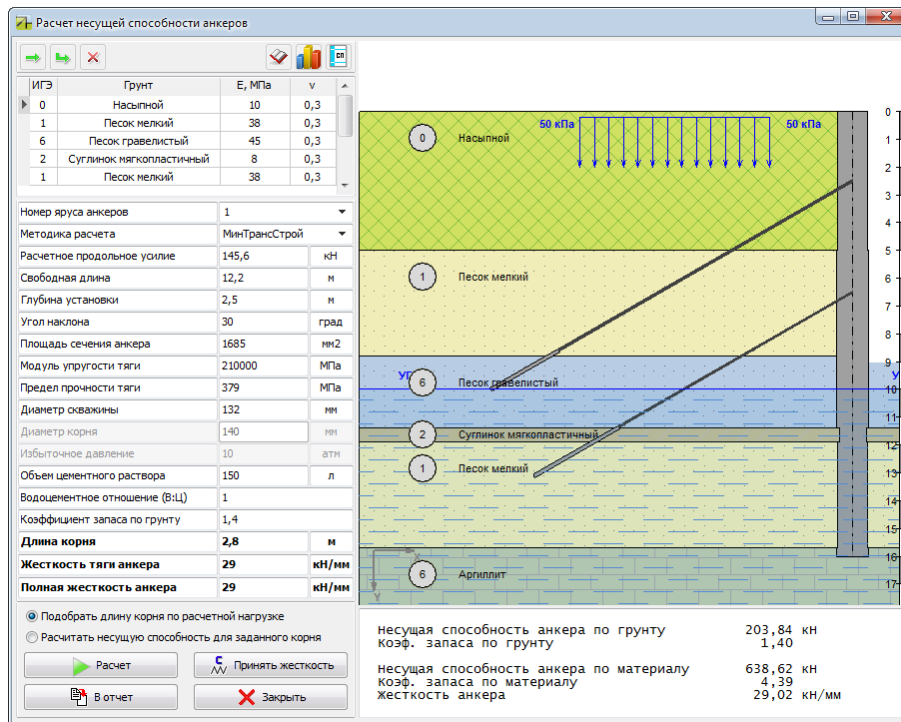 Расчет несущей способности анкеров
СП
ИГЭ Грунт E, МПа v
0 Насыпной 10 0,3
1 Песок мелкий 38 0,3
6 Песок гравелистый 45 0,3
2 Суглинок мягкопластичный 8 0,3
1 Песок мелкий 38 0,3
Номер яруса анкеров 1
Методика расчета МинТрансСтрой
Расчетное продольное усилие 145,6 кН
Свободная длина 12,2 м
Глубина установки 2,5 м
Угол наклона 30 град
Площадь сечения анкера 1685 мм2
Модуль упругости тяги 210000 МПа
Предел прочности тяги 379 МПа
Диаметр скважины 132 мм
Диаметр корня 140 мм
Избыточное давление 10 атм
Объем цементного раствора 150 л
Водоцементное отношение (В:Ц) 1
Коэффициент запаса по грунту 1,4
Длина корня 2,8 м
Жесткость тяги анкера 29 кН/мм
Полная жесткость анкера 29 кН/мм
Подобрать длину корня по расчетной нагрузке
Расчитать несущую способность для заданного корня
Расчет
C Принять жесткость
В отчет
Закрыть
50 кПа 50 кПа
0 Насыпной
1 Песок мелкий
6 Песок гравелистый
2 Суглинок мягкопластичный
1 Песок мелкий
6 Аргиллит
X
Y
0
1
2
3
4
5
6
7
8
9
10
11
12
13
14
15
16
17
Несущая способность анкера по грунту 203,84 кН
Коэф. запаса по грунту 1,40
Несущая способность анкера по материалу 638,62 кН
Коэф. запаса по материалу 4,39
Жесткость анкера 29,02 кН/мм